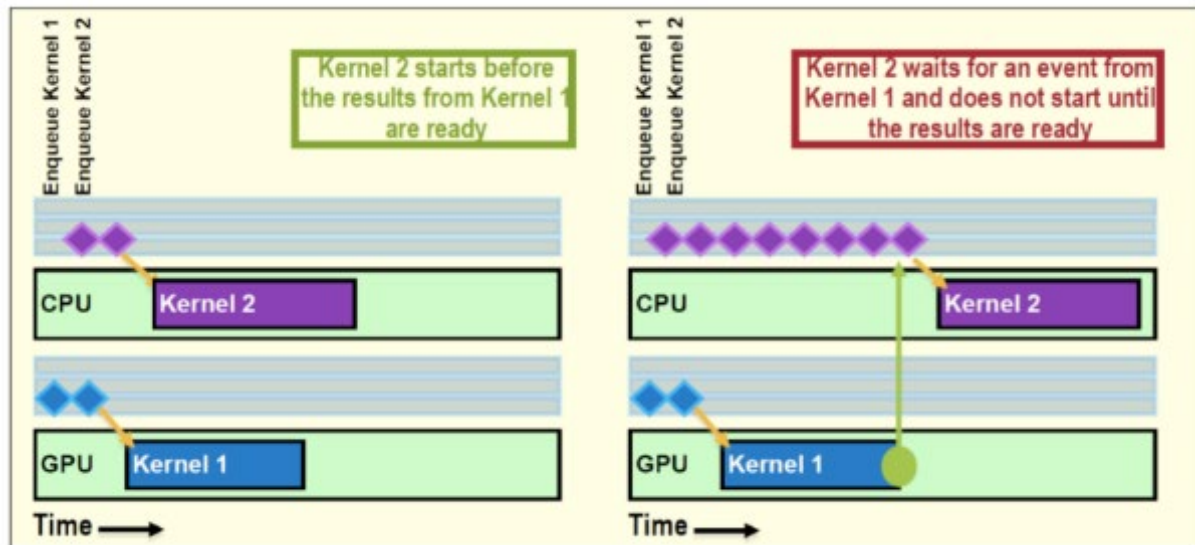 Enqueue Kernel 1
Enqueue Kernel 2
Kernel 2 starts before
the results from Kernel 1
are ready
CPU
Kernel 2
GPU
Kernel 1
Time
Enqueue Kernel 1
Enqueue Kernel 2
Kernel 2 waits for an event from
Kernel 1 and does not start until
the results are ready
CPU
Kernel 2
GPU
Kernel 1
Time